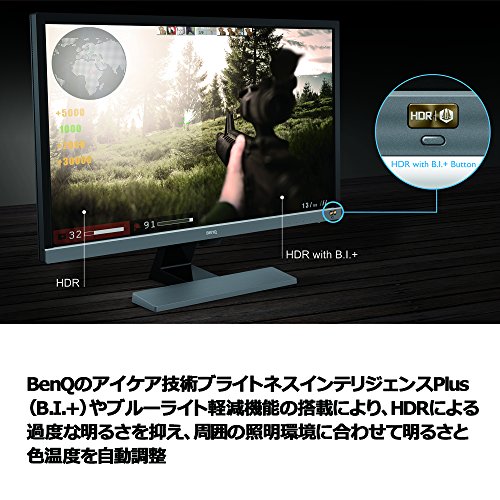 +5000
1000
+30000
32
91
HDR
BenQ
HDR with B.I.+
HDR
HDR with B.I.+ Button
BenQのアイケア技術ブライトネスインテリジェンスPlus
（B.I.+）やブルーライト軽減機能の搭載により、HDRによる
過度な明るさを抑え、周囲の照明環境に合わせて明るさと
色温度を自動調整